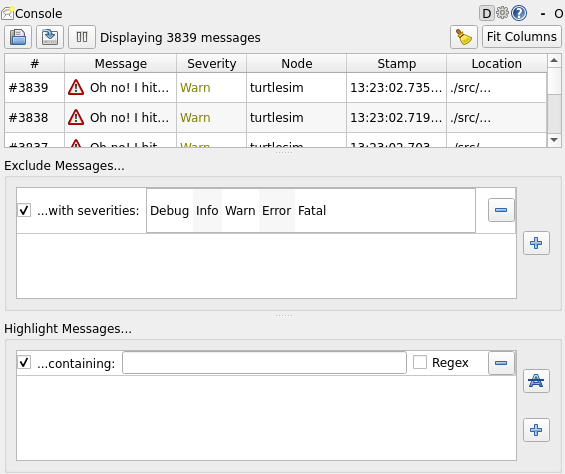 Console D ? - O
Displaying 3839 messages Fit Columns
# Message Severity Node Stamp Location
#3839 Oh no! I hit... Warn turtlesim 13:23:02.735... ./src/...
#3838 Oh no! I hit... Warn turtlesim 13:23:02.719... ./src/...
#3837 Oh no! I hit... Warn turtlesim 13:23:02.703... ./src/...
Exclude Messages...
...with severities: Debug Info Warn Error Fatal
Highlight Messages...
...containing: Regex
A